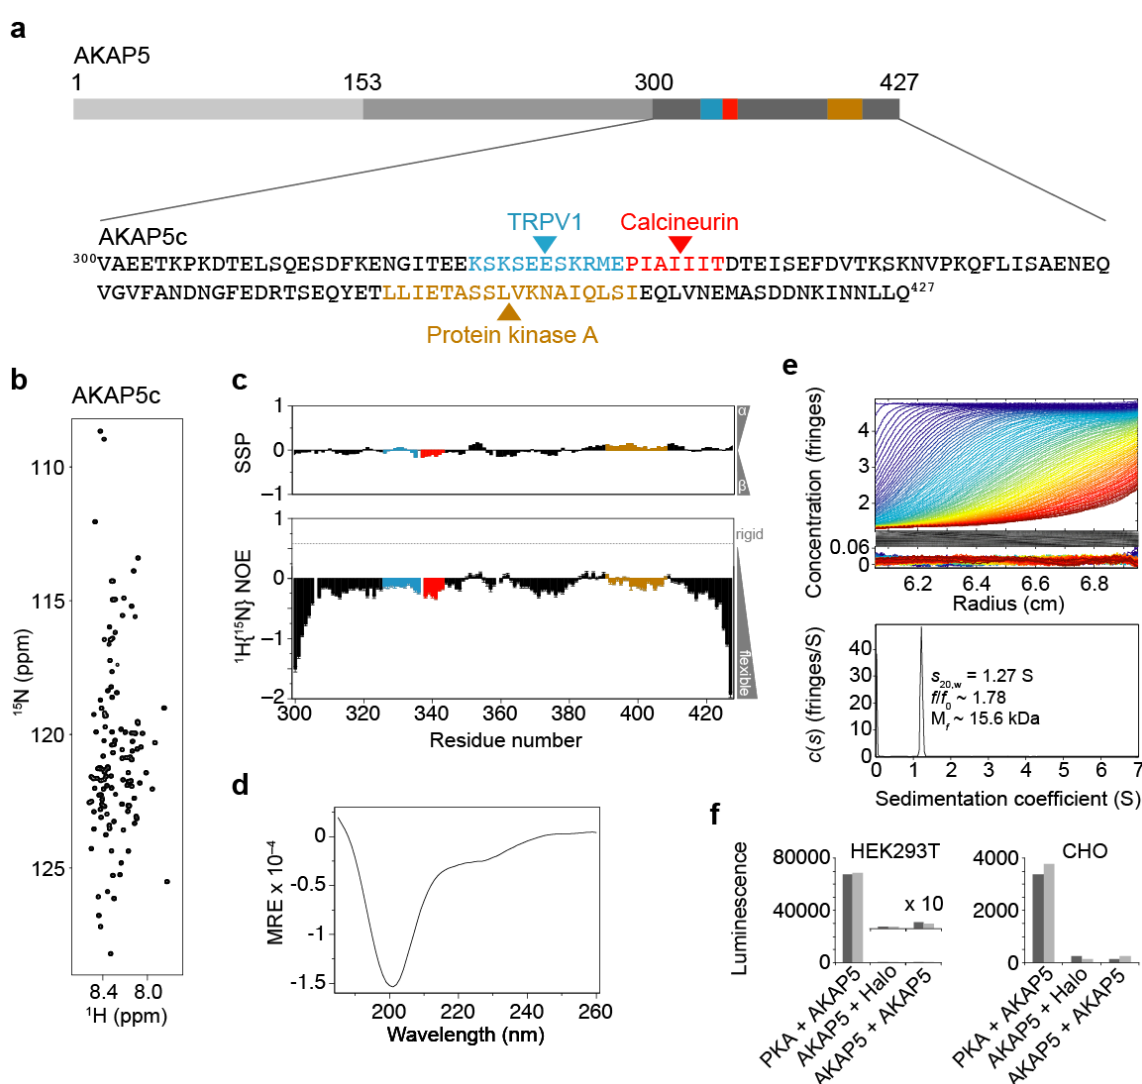 a
AKAP5
1 153 300 427
TRPV1 Calcineurin
AKAP5c
300VAEETKPKDTELSQESDFKENGITEEKSKSEESKRMEPIAIIITDTEISEFDVTKSKNVPKQFLISAENEQ
VGVFANDNGFEDRTSEQYETLLIETASSLVKNAIQLSIEQLVNEMASDDNKINNLLQ427
Protein kinase A
b
AKAP5c
110
115
120
125
15N (ppm)
8.4 8.0
1H (ppm)
c
1
0
−1
SSP
α
β
1
0
−1
−2
1H{15N} NOE
rigid
flexible
300 320 340 360 380 400 420
Residue number
d
0
-0.5
-1
-1.5
MRE x 10−4
200 220 240 260
Wavelength (nm)
e
4
3
2
0.06
0
Concentration (fringes)
6.2 6.4 6.6 6.8
Radius (cm)
40
30
20
10
0
c(s) (fringes/S)
s20,w = 1.27 S
f/f0 ~ 1.78
Mr ~ 15.6 kDa
0 1 2 3 4 5 6 7
Sedimentation coefficient (S)
f
Luminescence
80000
40000
0
HEK293T
x 10
PKA + AKAP5
AKAP5 + Halo
AKAP5 + AKAP5
4000
2000
0
CHO
PKA + AKAP5
AKAP5 + Halo
AKAP5 + AKAP5